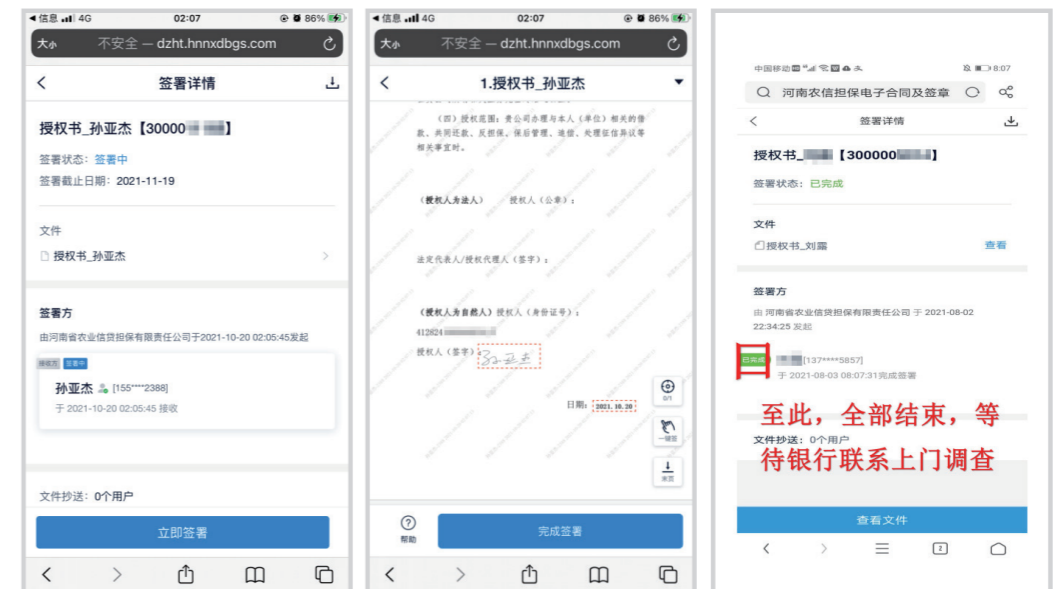 信息 4G 02:07 86%
大小 不安全 — dzht.hnnxdbgs.com
签署详情
授权书_孙亚杰【30000 】
签署状态：签署中
签署截止日期：2021-11-19
文件
授权书_孙亚杰
签署方
由河南省农业信贷担保有限责任公司于2021-10-20 02:05:45发起
接收方 签署中
孙亚杰 [155****2388]
于 2021-10-20 02:05:45 接收
文件抄送：0个用户
立即签署
信息 4G 02:07 86%
大小 不安全 — dzht.hnnxdbgs.com
1.授权书_孙亚杰
（四）授权范围：贵公司办理与本人（单位）相关的借
款、共同还款、反担保、保后管理、追偿、处理征信异议等
相关事宜时。
（授权人为法人） 授权人（公章）：
法定代表人/授权代理人（签字）：
（授权人为自然人）授权人（身份证号）：
412824
授权人（签字）：孙亚杰
日期：2021.10.20
0/1
一键签
末页
帮助
完成签署
中国移动 8:07
河南农信担保电子合同及签章
签署详情
授权书_ 【300000 】
签署状态：已完成
文件
授权书_刘露
查看
签署方
由 河南省农业信贷担保有限责任公司 于 2021-08-02
22:34:25 发起
已完成 [137****5857]
于 2021-08-03 08:07:31完成签署
至此，全部结束，等
文件抄送：0个用户
待银行联系上门调查
查看文件
2